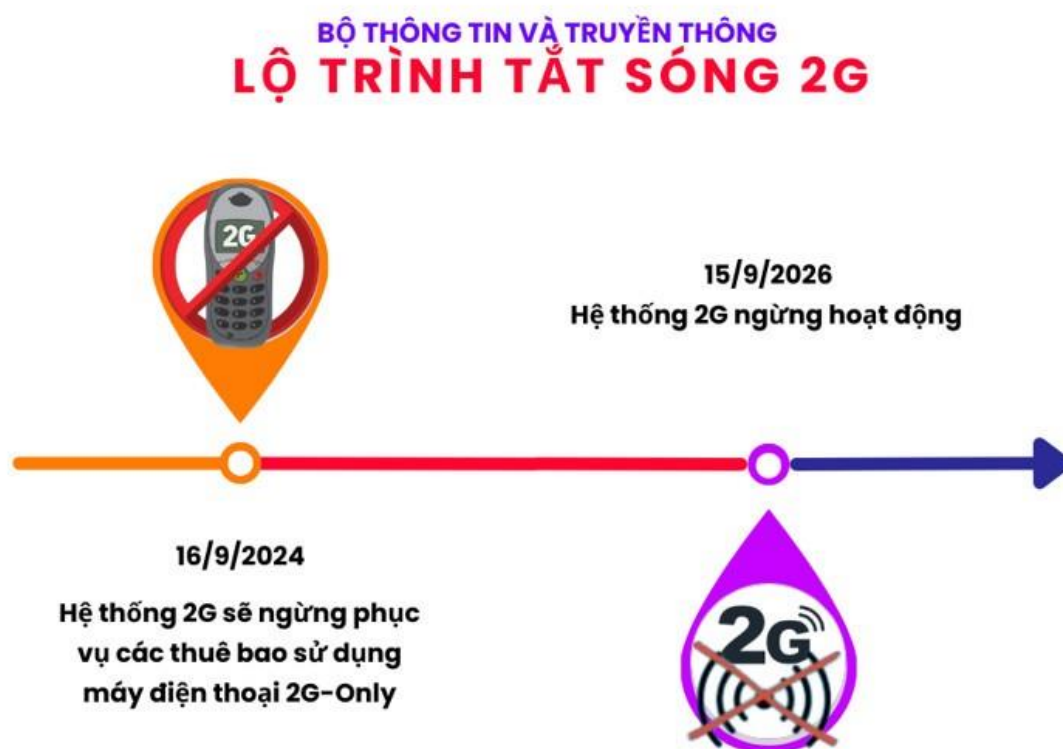 BỘ THÔNG TIN VÀ TRUYỀN THÔNG
LỘ TRÌNH TẮT SÓNG 2G
2G
15/9/2026
Hệ thống 2G ngừng hoạt động
16/9/2024
Hệ thống 2G sẽ ngừng phục
vụ các thuê bao sử dụng
máy điện thoại 2G-Only
2G